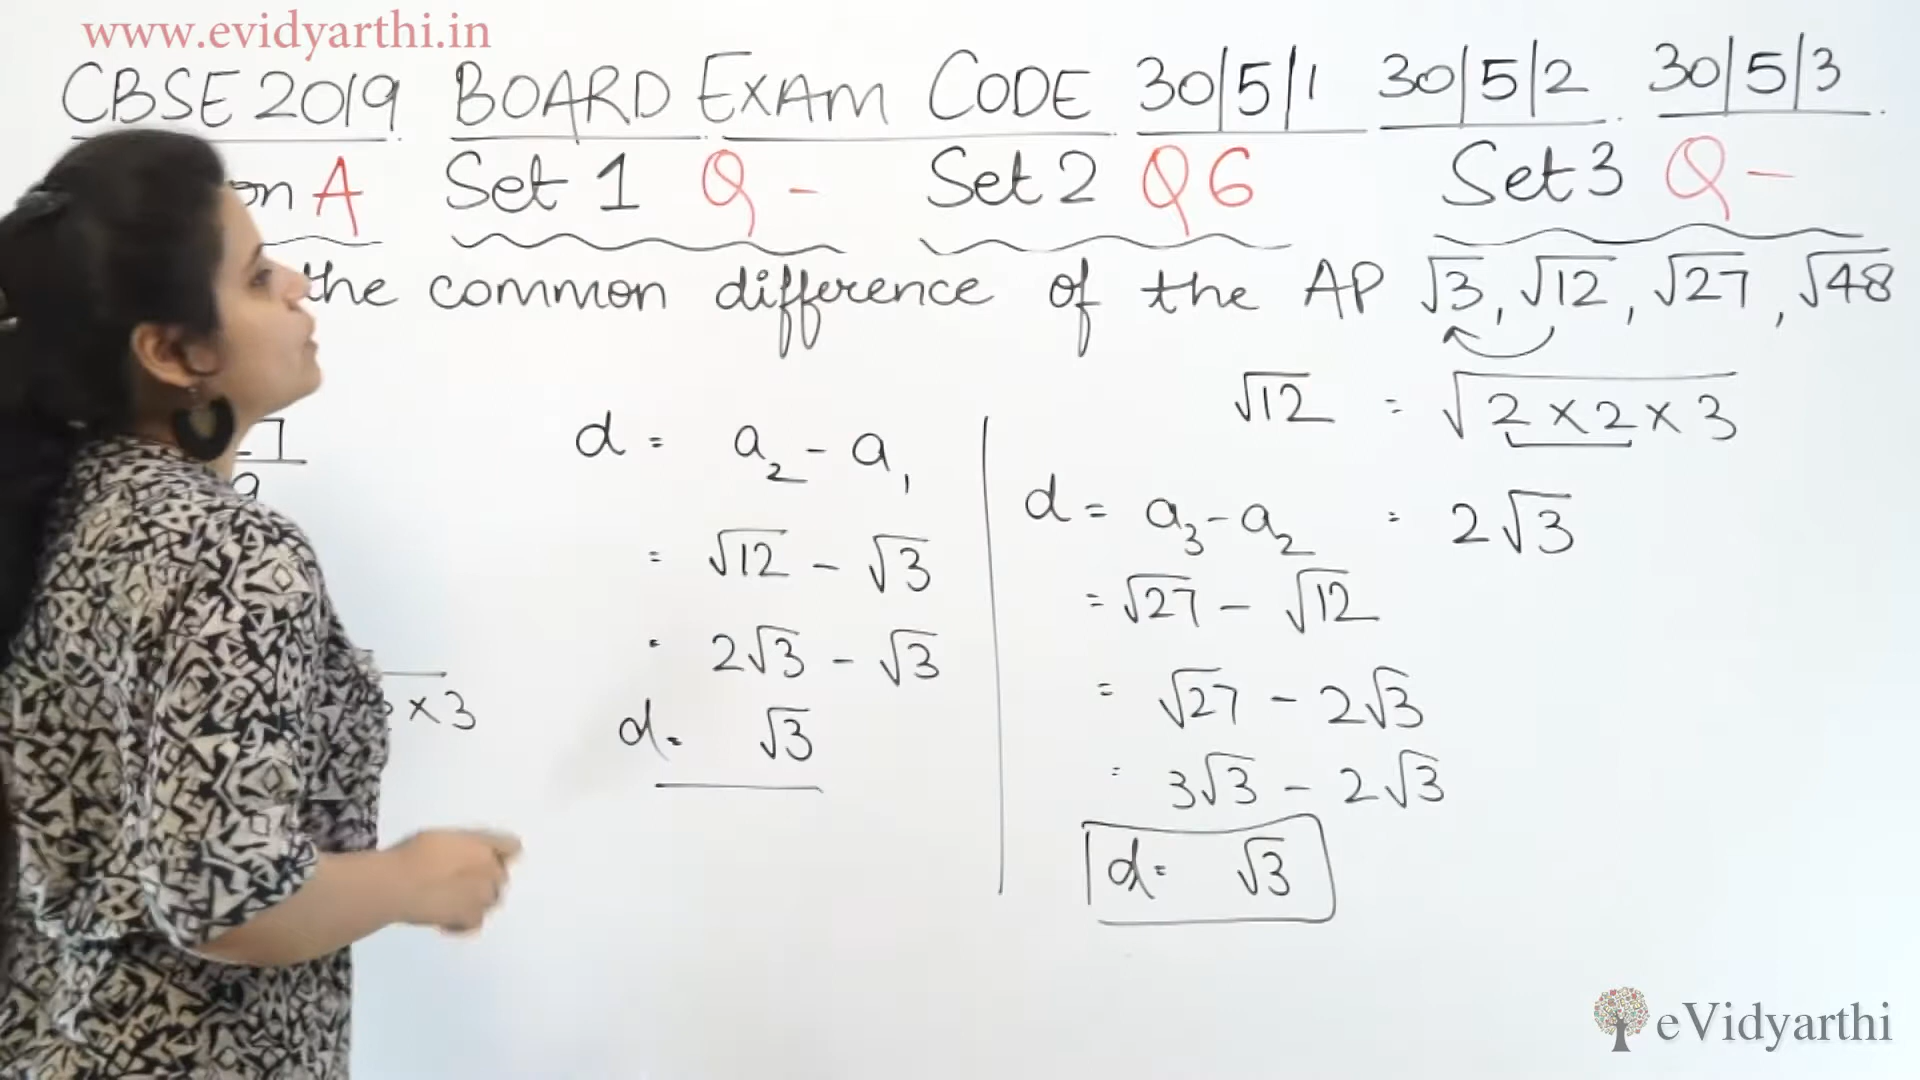 www.evidyarthi.in
CBSE 2019 BOARD EXAM CODE 30/5/1 30/5/2 30/5/3
on A Set 1 Q - Set 2 Q6 Set 3 Q -
the common difference of the AP √3, √12, √27, √48
√12 = √2 × 2 × 3
= 2√3
7
× 3
d = a₂ - a₁
= √12 - √3
= 2√3 - √3
d = √3
d = a₃ - a₂
= √27 - √12
= √27 - 2√3
= 3√3 - 2√3
d = √3
eVidyarthi